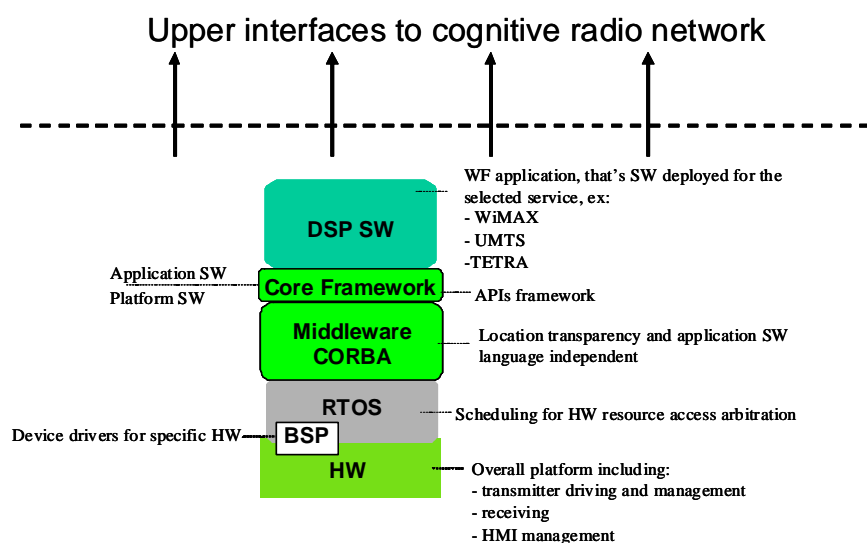 Upper interfaces to cognitive radio network
WF application, that's SW deployed for the
selected service, ex:
- WiMAX
- UMTS
-TETRA
DSP SW
Application SW
Platform SW
Core Framework
APIs framework
Middleware
CORBA
Location transparency and application SW
language independent
RTOS
Scheduling for HW resource access arbitration
Device drivers for specific HW
BSP
HW
Overall platform including:
- transmitter driving and management
- receiving
- HMI management